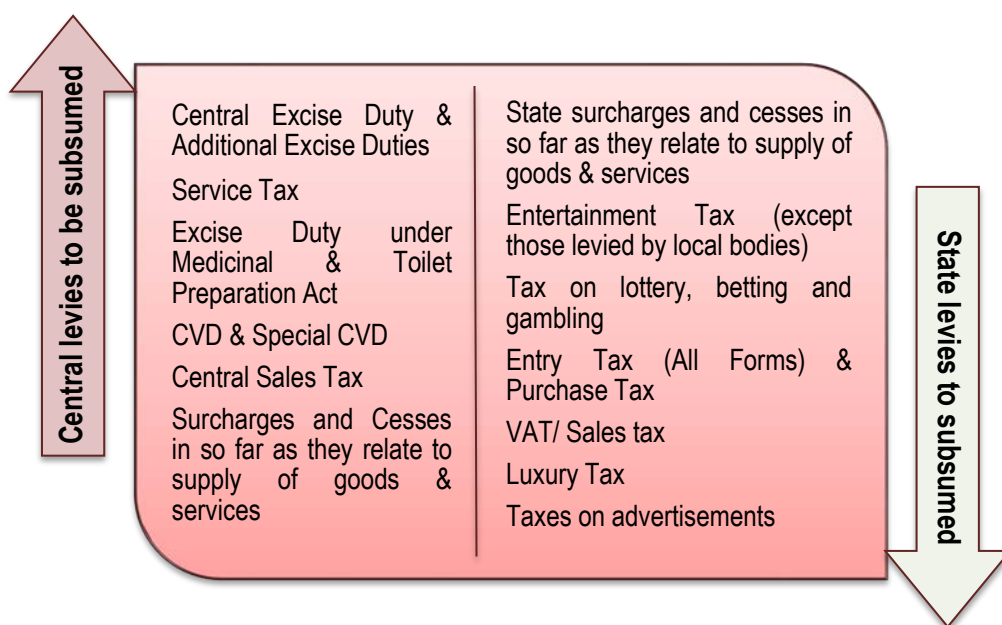 Central levies to be subsumed
Central Excise Duty &
Additional Excise Duties
Service Tax
Excise Duty under
Medicinal & Toilet
Preparation Act
CVD & Special CVD
Central Sales Tax
Surcharges and Cesses
in so far as they relate to
supply of goods &
services
State surcharges and cesses in
so far as they relate to supply of
goods & services
Entertainment Tax (except
those levied by local bodies)
Tax on lottery, betting and
gambling
Entry Tax (All Forms) &
Purchase Tax
VAT/ Sales tax
Luxury Tax
Taxes on advertisements
State levies to subsumed